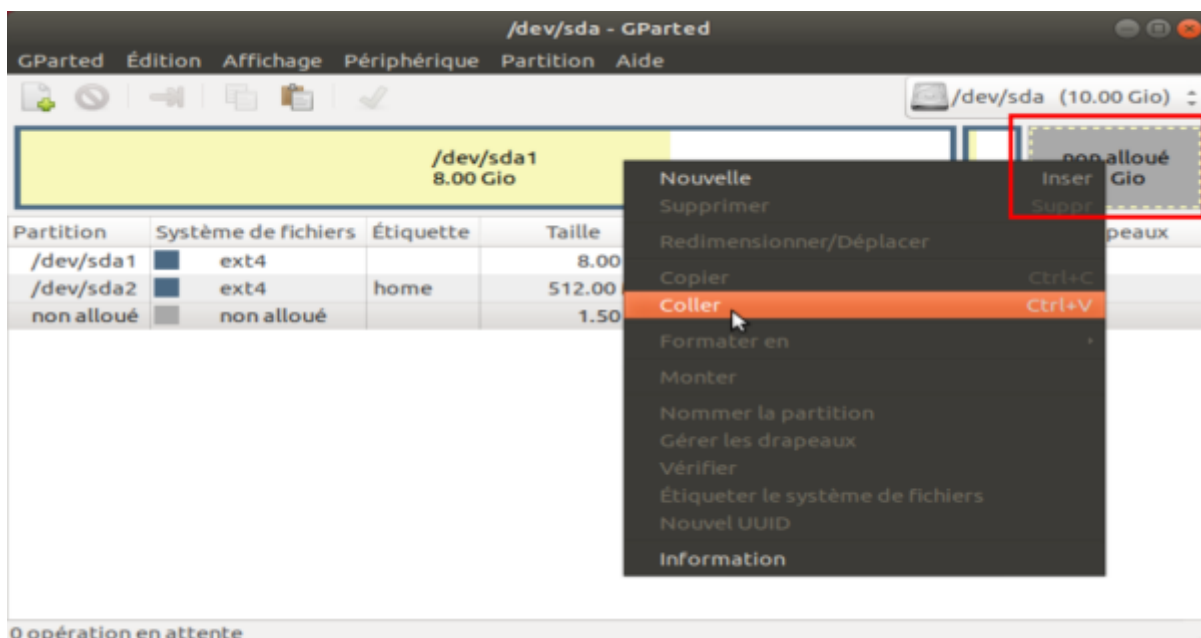 /dev/sda - GParted
GParted Édition Affichage Périphérique Partition Aide
/dev/sda (10.00 Gio)
/dev/sda1
8.00 Gio
non alloué
Gio
Partition Système de fichiers Étiquette Taille
/dev/sda1 ext4 8.00
/dev/sda2 ext4 home 512.00
non alloué non alloué 1.50
Nouvelle Inser
Supprimer Suppr
Redimensionner/Déplacer
Copier Ctrl+C
Coller Ctrl+V
Formater en
Monter
Nommer la partition
Gérer les drapeaux
Vérifier
Étiqueter le système de fichiers
Nouvel UUID
Information
0 opération en attente